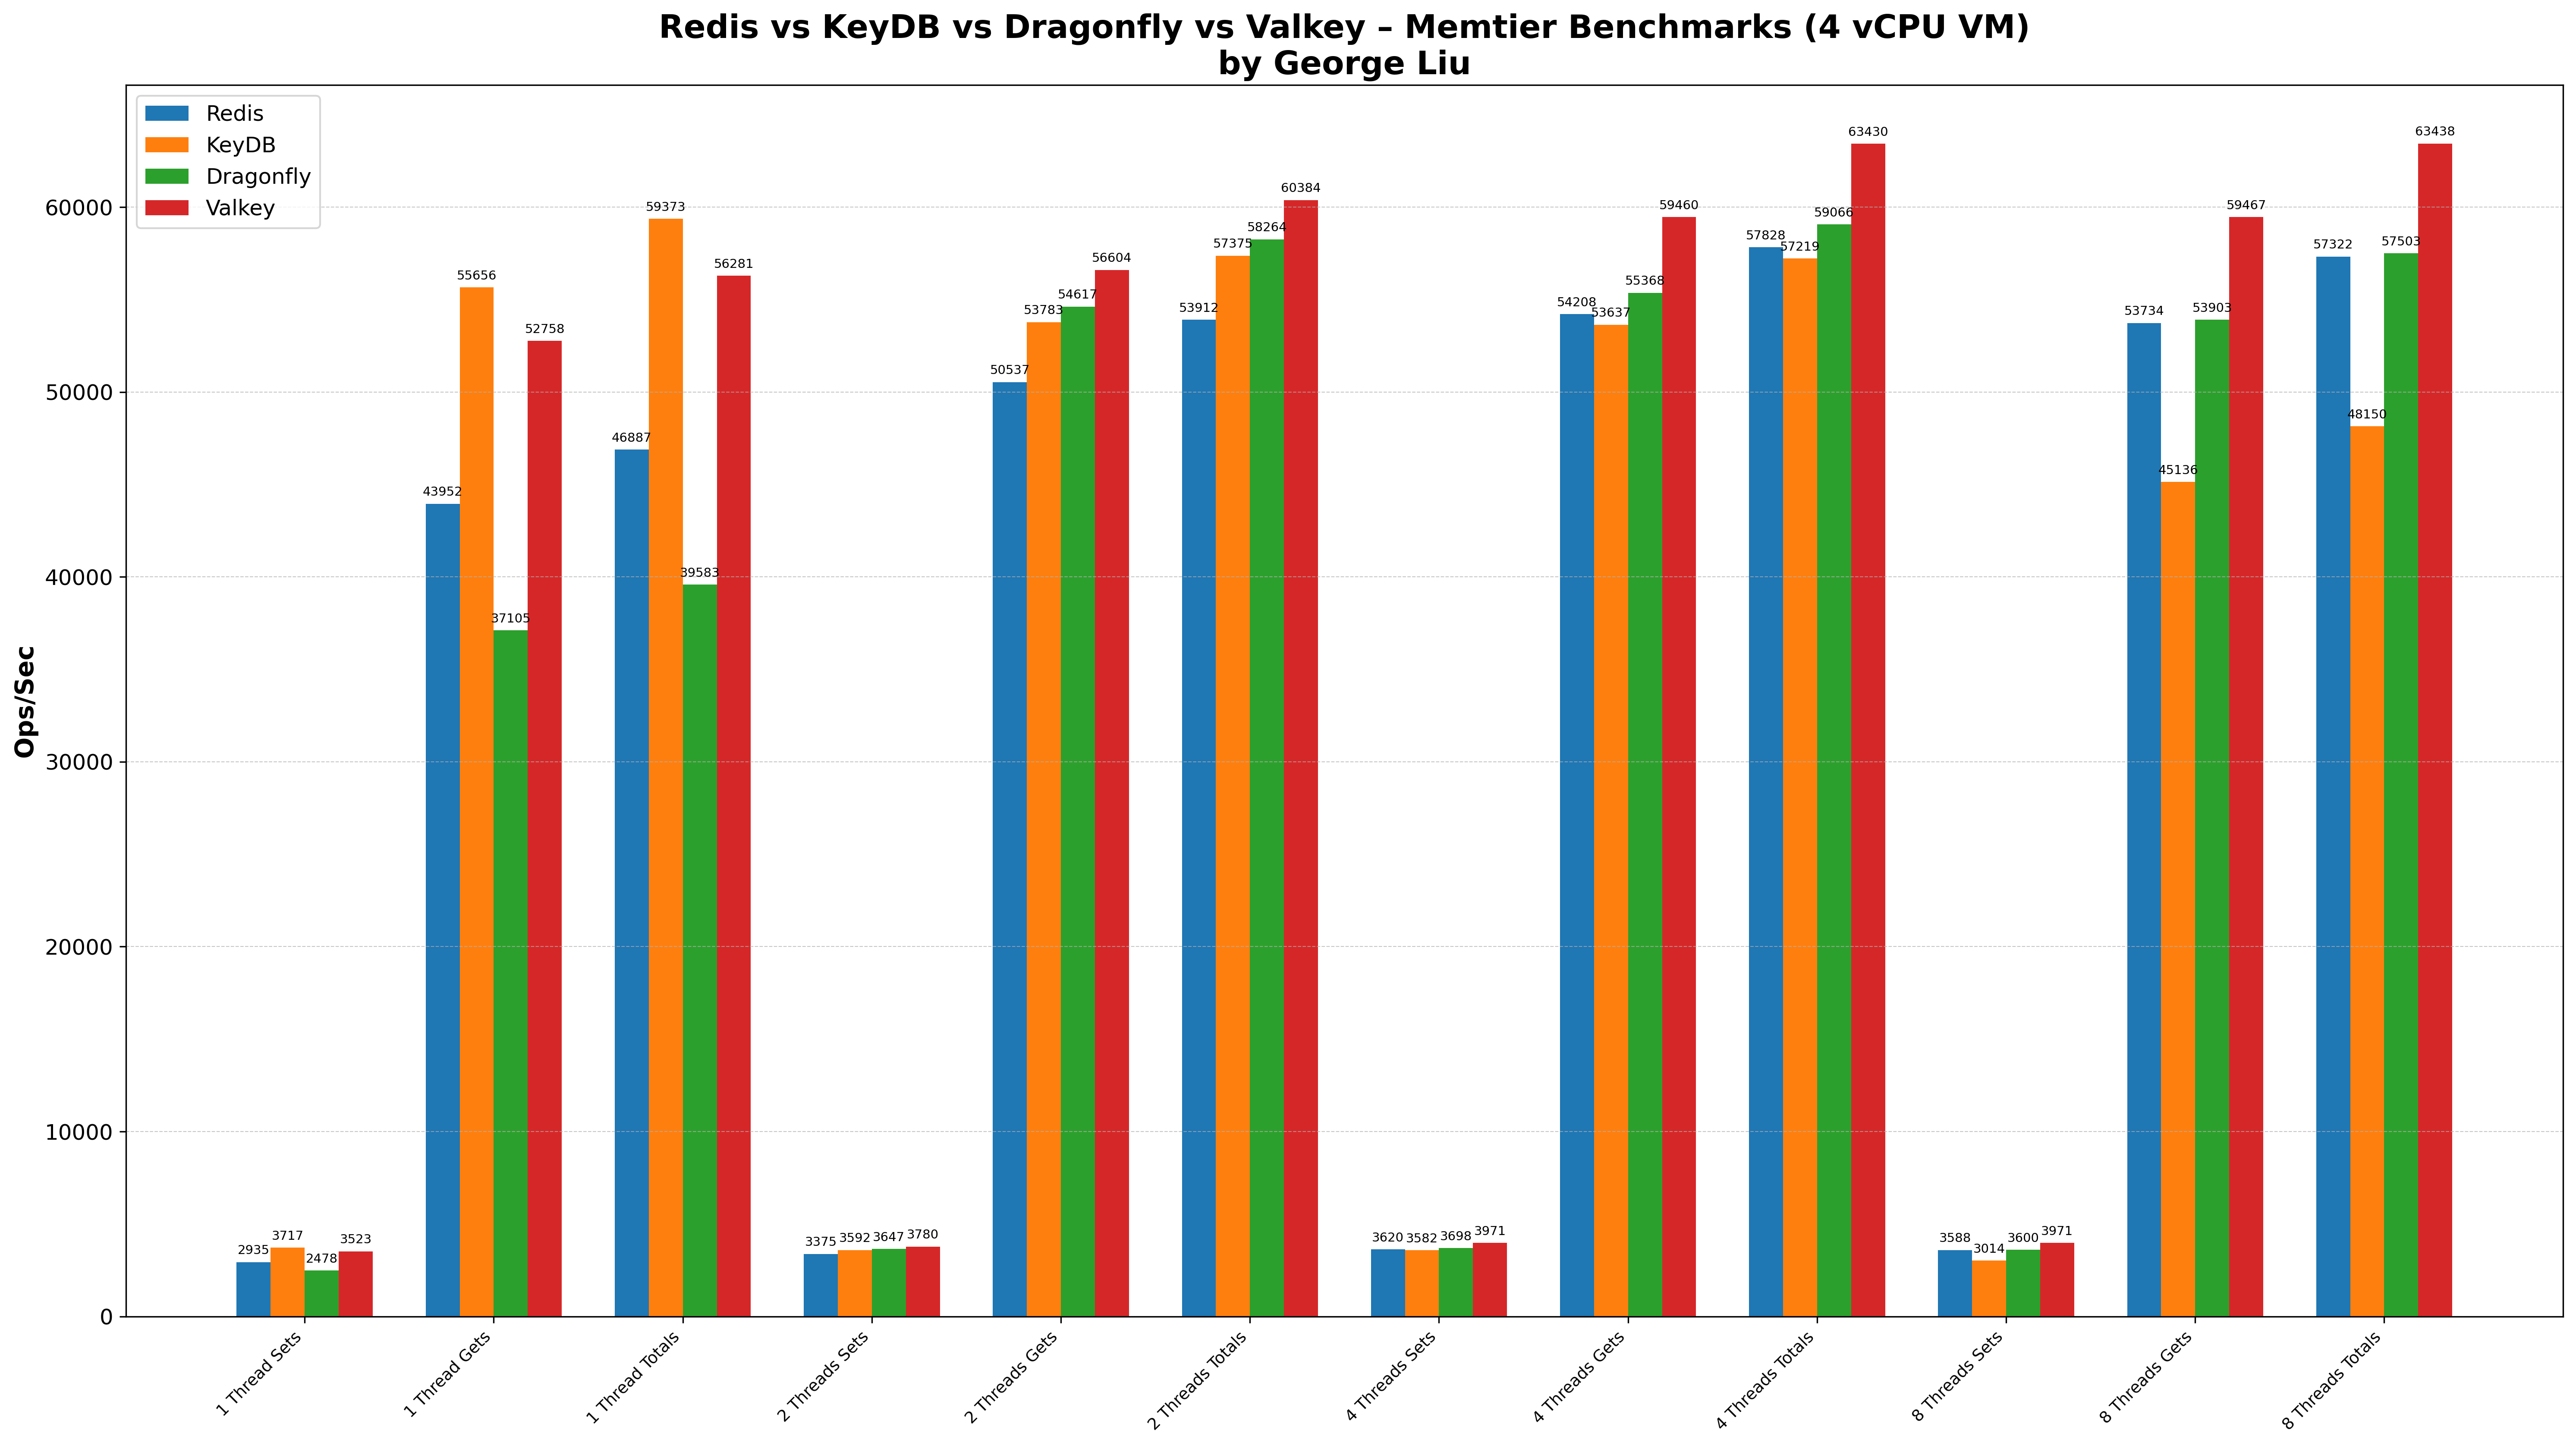 Redis vs KeyDB vs Dragonfly vs Valkey – Memtier Benchmarks (4 vCPU VM)
by George Liu
Redis
KeyDB
Dragonfly
Valkey
Ops/Sec
60000
50000
40000
30000
20000
10000
0
2935
3717
2478
3523
43952
55656
37105
52758
46887
59373
39583
56281
3375
3592
3647
3780
50537
53783
54617
56604
53912
57375
58264
60384
3620
3582
3698
3971
54208
53637
55368
59460
57828
57219
59066
63430
3588
3014
3600
3971
53734
45136
53903
59467
57322
48150
57503
63438
1 Thread Sets
1 Thread Gets
1 Thread Totals
2 Threads Sets
2 Threads Gets
2 Threads Totals
4 Threads Sets
4 Threads Gets
4 Threads Totals
8 Threads Sets
8 Threads Gets
8 Threads Totals